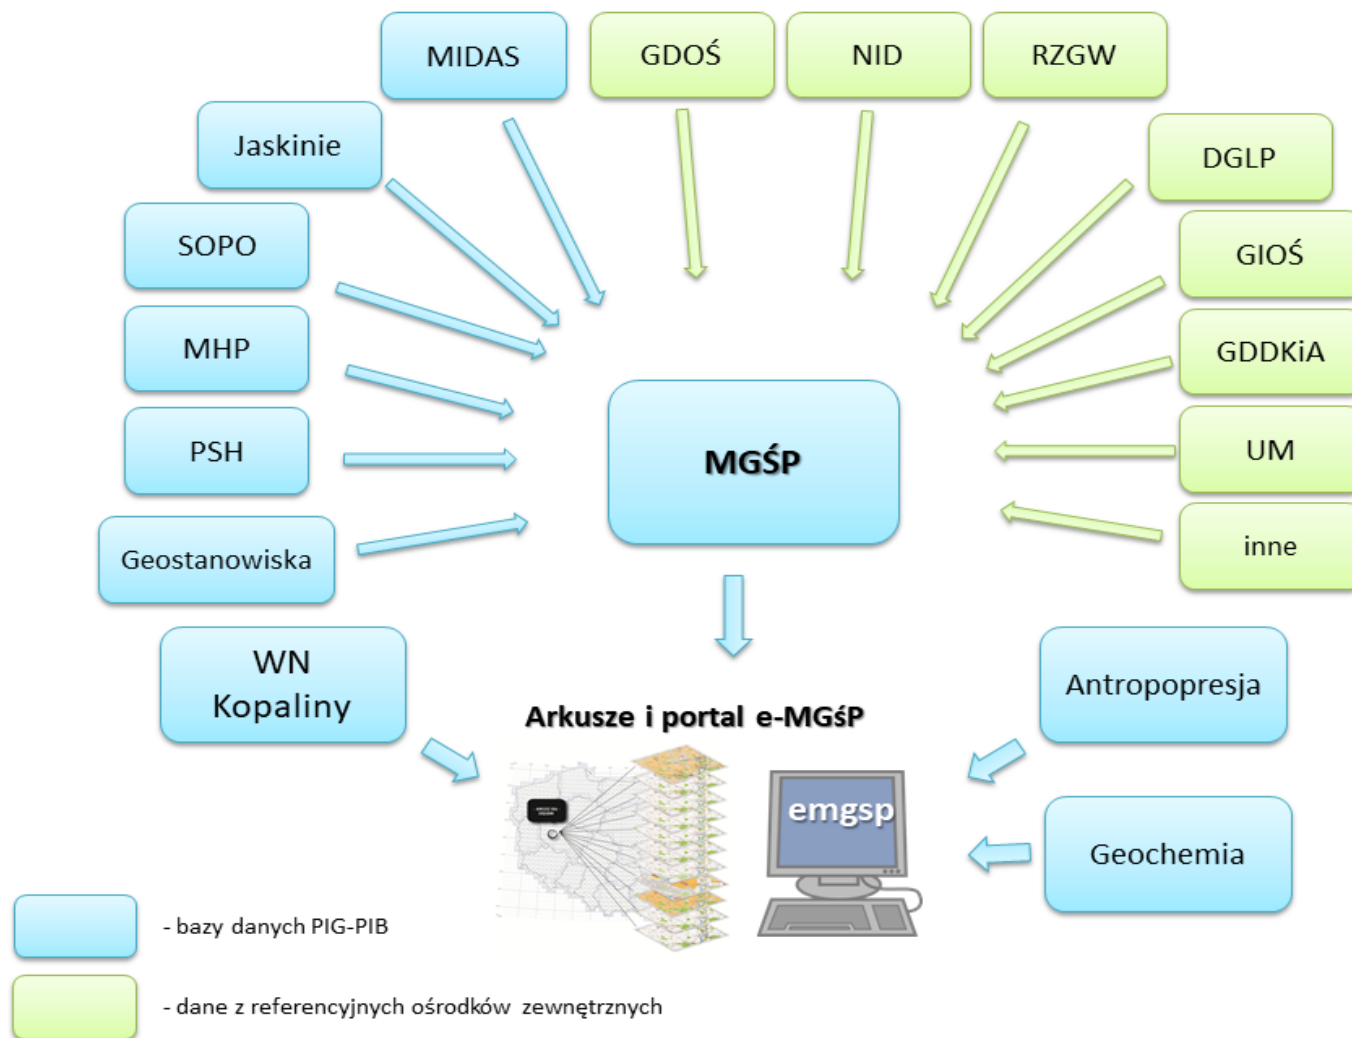 MIDAS
GDOŚ
NID
RZGW
Jaskinie
DGLP
SOPO
GIOŚ
MHP
GDDKiA
PSH
MGŚP
UM
Geostanowiska
inne
WN
Kopaliny
Antropopresja
Arkusze i portal e-MGśP
emgsp
Geochemia
- bazy danych PIG-PIB
- dane z referencyjnych ośrodków zewnętrznych